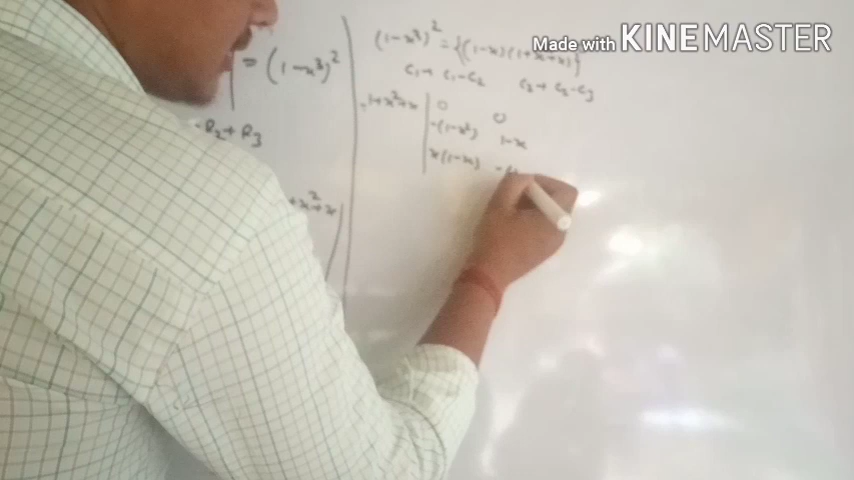 Made with KINEMASTER
= (1-x³)²
(1-x³)² = {(1-x)(1+x+x)}
C₁→ C₁-C₂ C₂→ C₂-C₃
R₂+R₃
1+x²+x | 0 0
-(1-x²) 1-x
x(1-x)
+x²+x